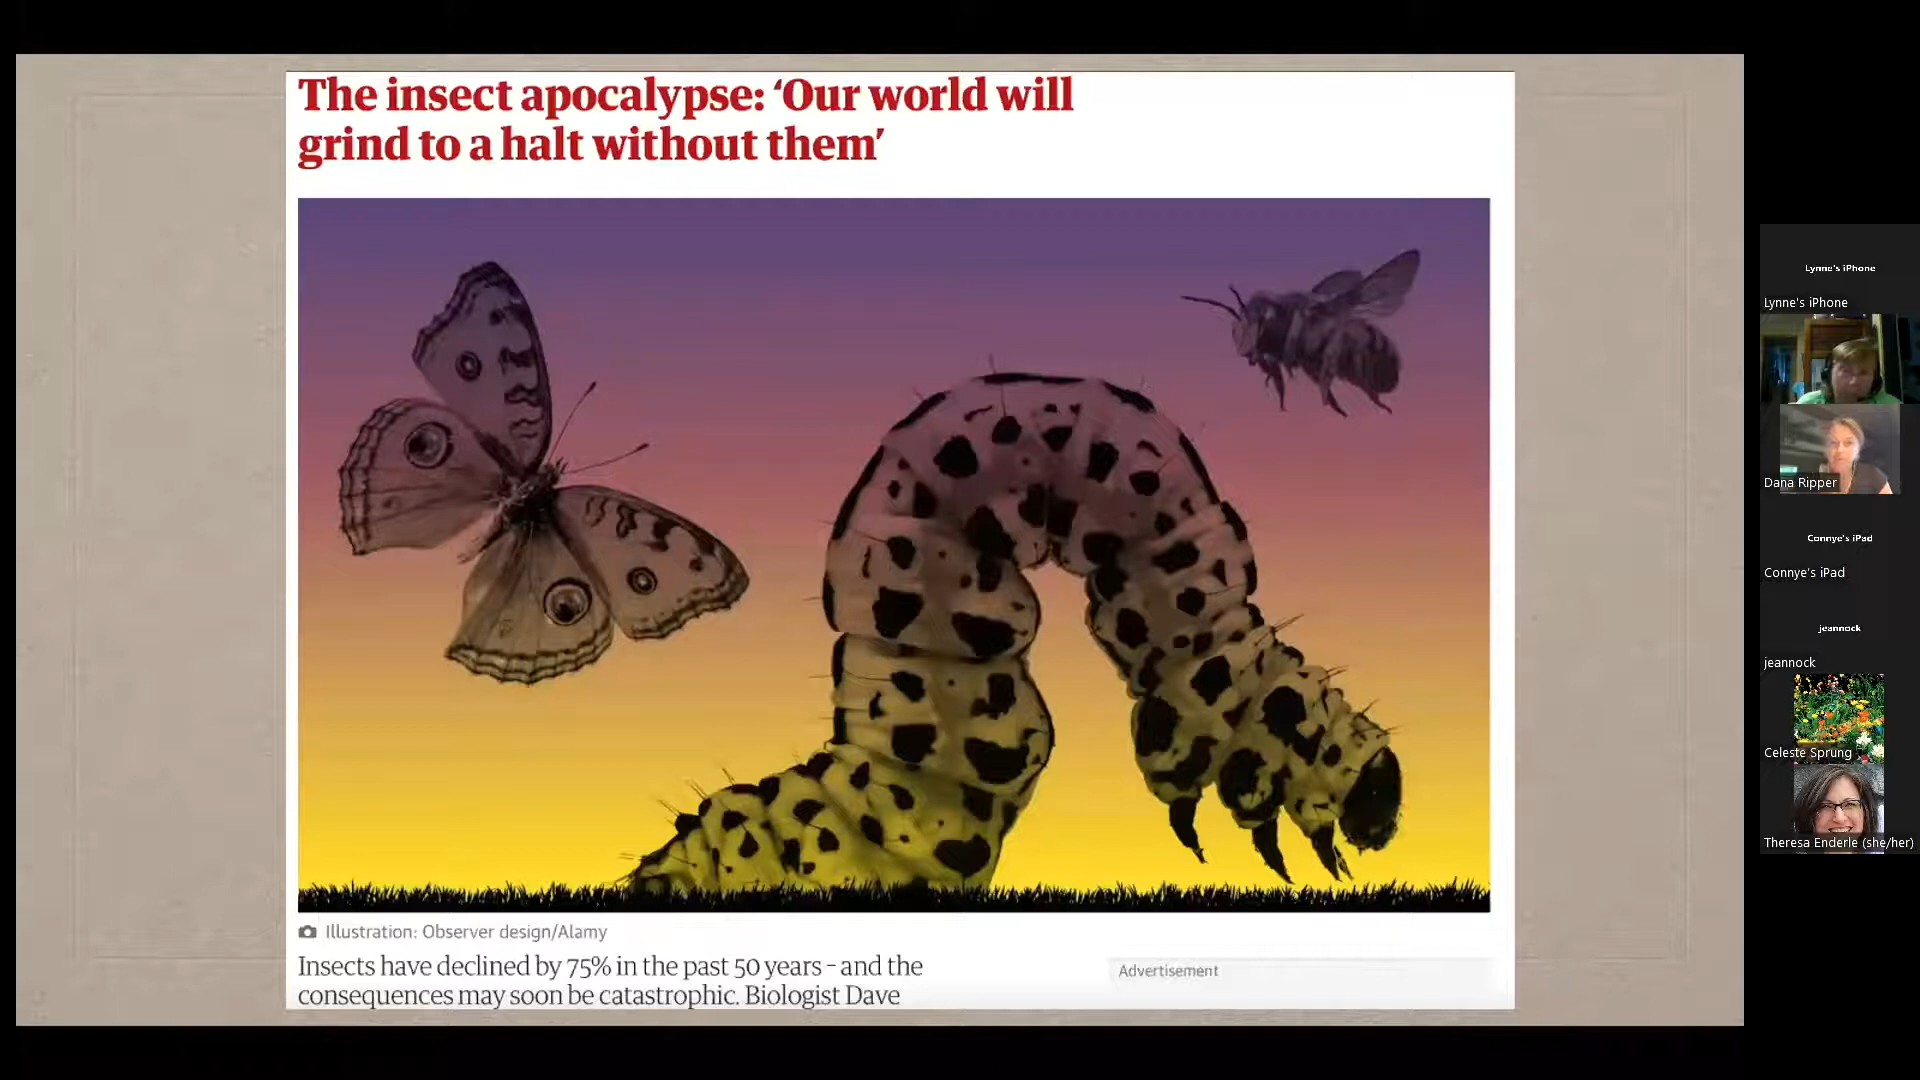 The insect apocalypse: ‘Our world will
grind to a halt without them’
Illustration: Observer design/Alamy
Insects have declined by 75% in the past 50 years – and the
consequences may soon be catastrophic. Biologist Dave
Advertisement
Lynne's iPhone
Lynne's iPhone
Dana Ripper
Connye's iPad
Connye's iPad
jeannock
jeannock
Celeste Sprung
Theresa Enderle (she/her)